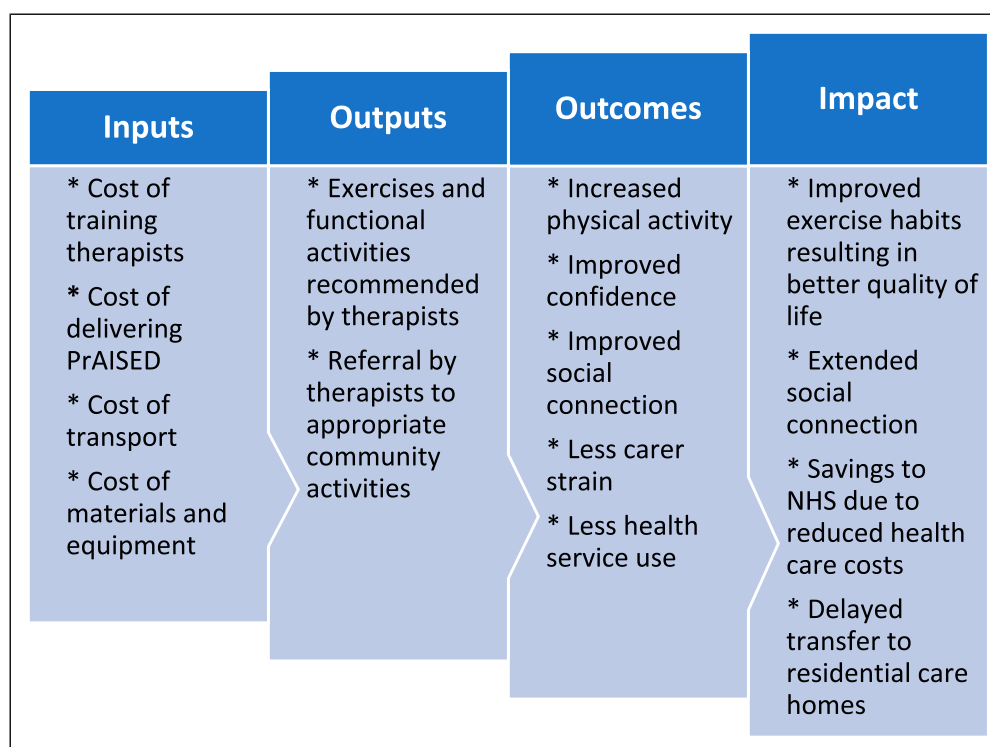 Inputs
* Cost of
training
therapists
* Cost of
delivering
PrAISED
* Cost of
transport
* Cost of
materials and
equipment
Outputs
* Exercises and
functional
activities
recommended
by therapists
* Referral by
therapists to
appropriate
community
activities
Outcomes
* Increased
physical activity
* Improved
confidence
* Improved
social
connection
* Less carer
strain
* Less health
service use
Impact
* Improved
exercise habits
resulting in
better quality of
life
* Extended
social
connection
* Savings to
NHS due to
reduced health
care costs
* Delayed
transfer to
residential care
homes